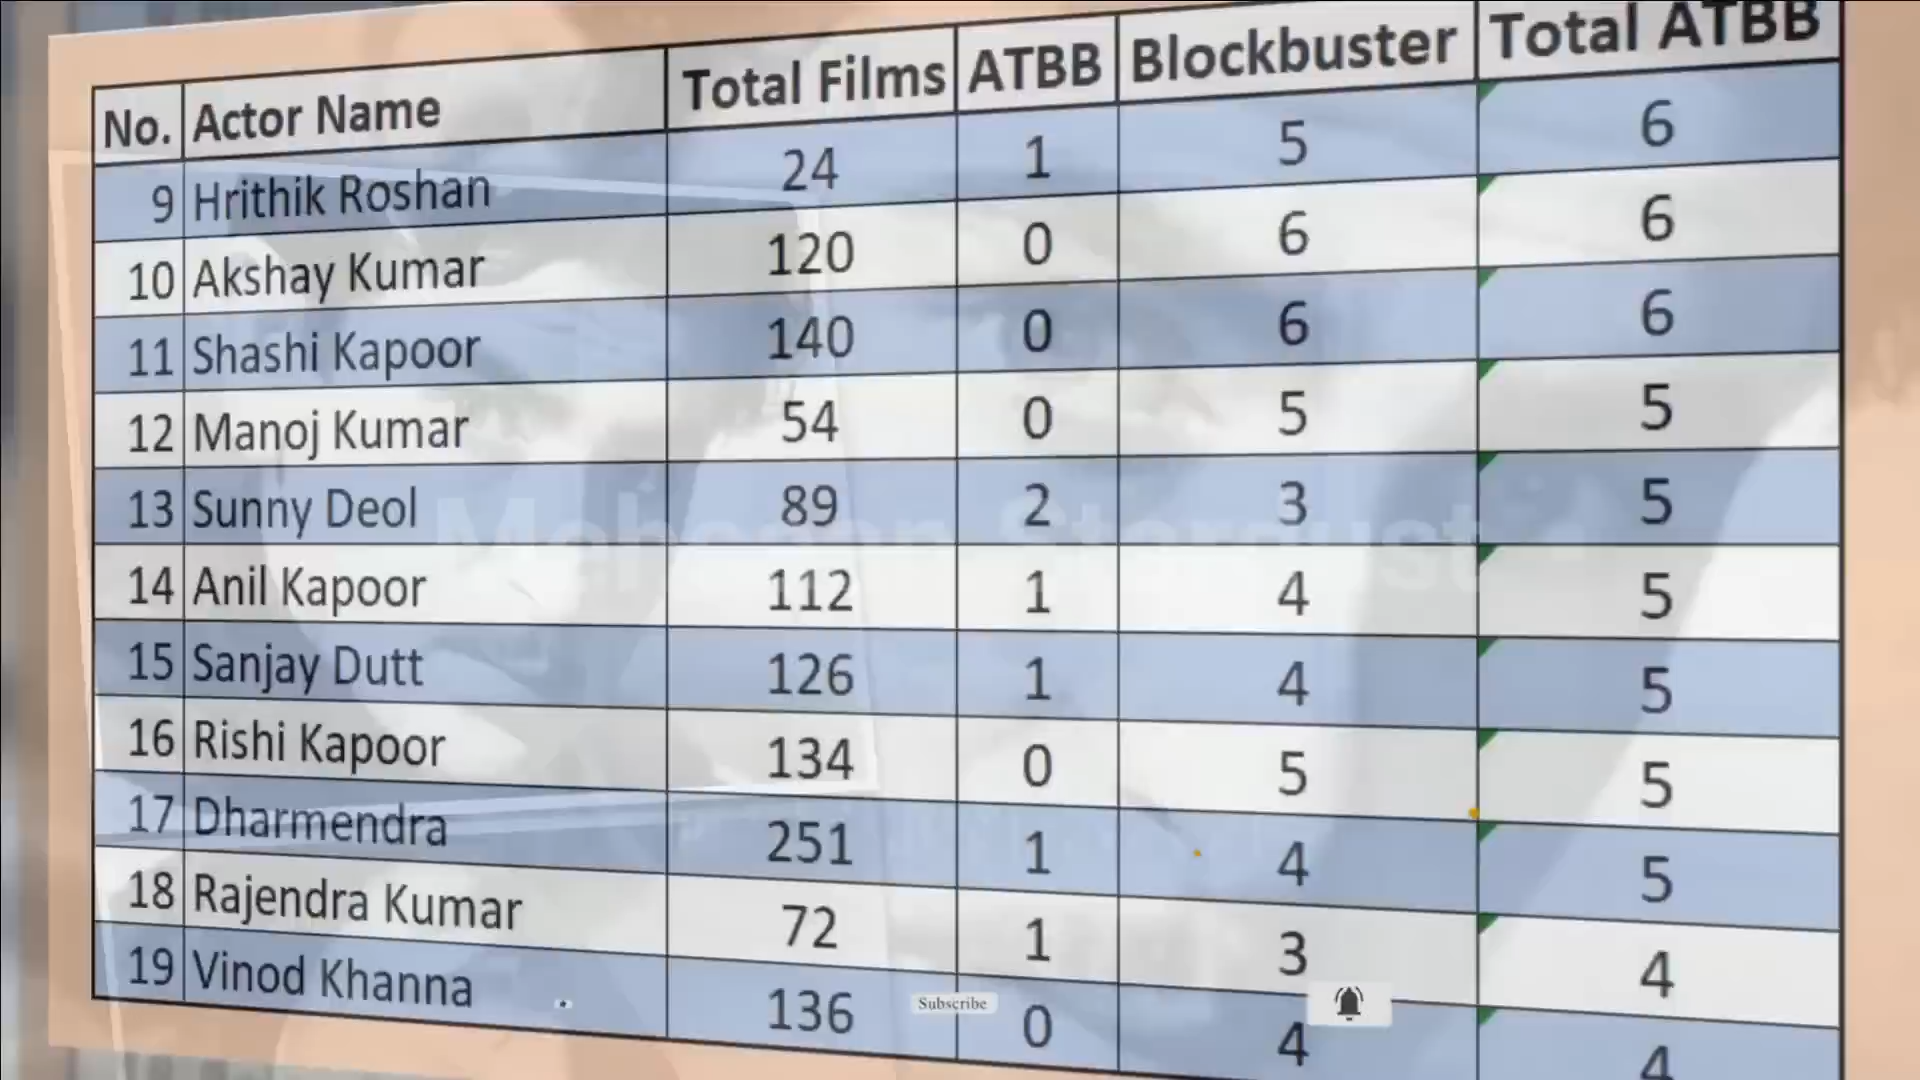 No. Actor Name Total Films ATBB Blockbuster Total ATBB
9 Hrithik Roshan 24 1 5 6
10 Akshay Kumar 120 0 6 6
11 Shashi Kapoor 140 0 6 6
12 Manoj Kumar 54 0 5 5
13 Sunny Deol 89 2 3 5
14 Anil Kapoor 112 1 4 5
15 Sanjay Dutt 126 1 4 5
16 Rishi Kapoor 134 0 5 5
17 Dharmendra 251 1 4 5
18 Rajendra Kumar 72 1 3 4
19 Vinod Khanna 136 0 4 4
Subscribe